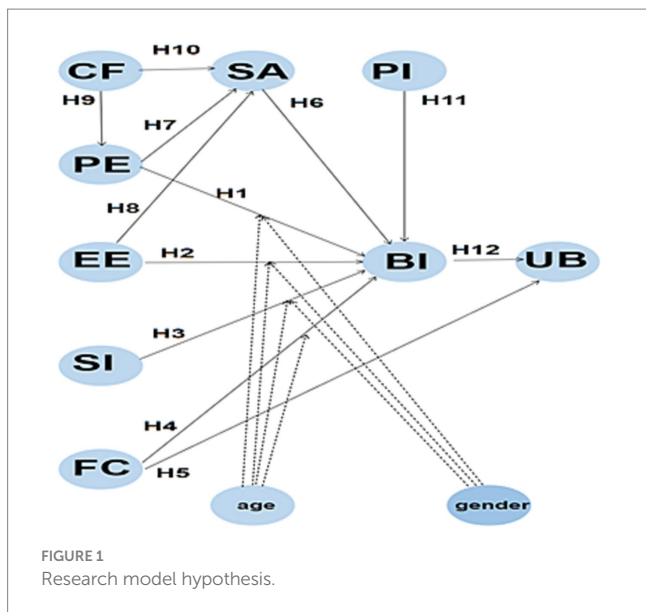 H10
CF
SA
PI
H9
H7
H6
H11
PE
H8
H1
EE
H2
BI
H12
UB
H3
SI
H4
FC
H5
age
gender
FIGURE 1
Research model hypothesis.